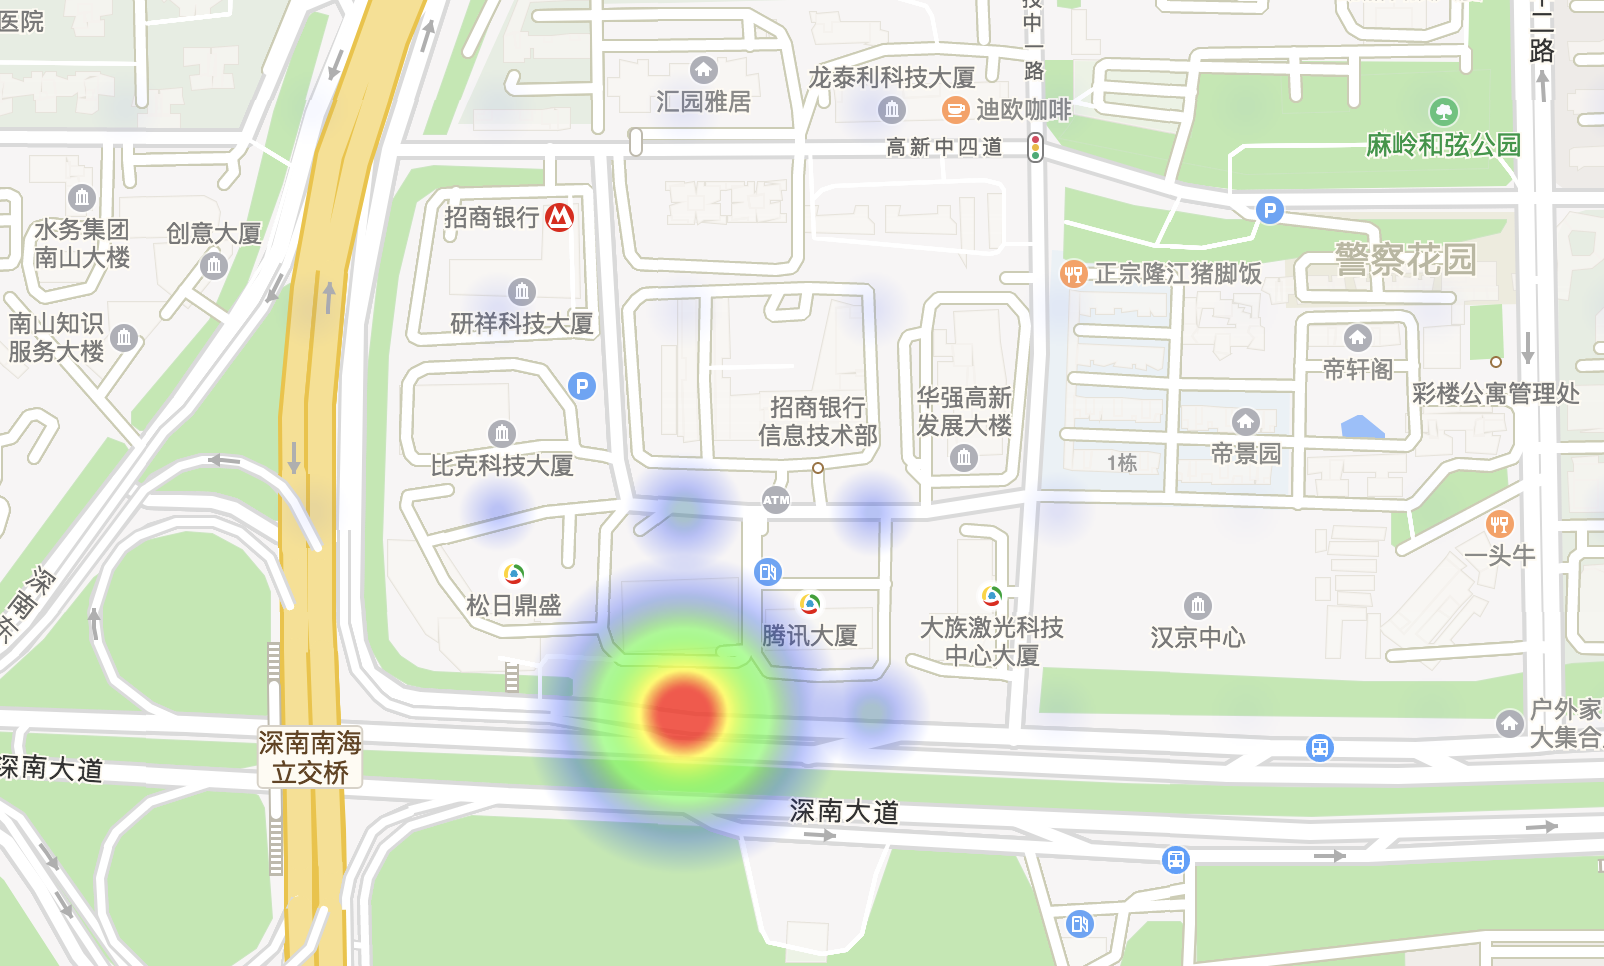 医院
技中一路
十二路
汇园雅居
龙泰利科技大厦
迪欧咖啡
高新中四道
麻岭和弦公园
P
水务集团
南山大楼
创意大厦
招商银行
警察花园
正宗隆江猪脚饭
南山知识
服务大楼
研祥科技大厦
帝轩阁
P
彩楼公寓管理处
招商银行
信息技术部
华强高新
发展大楼
比克科技大厦
1栋
帝景园
ATM
一头牛
深南东
松日鼎盛
腾讯大厦
大族激光科技
中心大厦
汉京中心
户外家
大集合
深南南海
立交桥
深南大道
深南大道